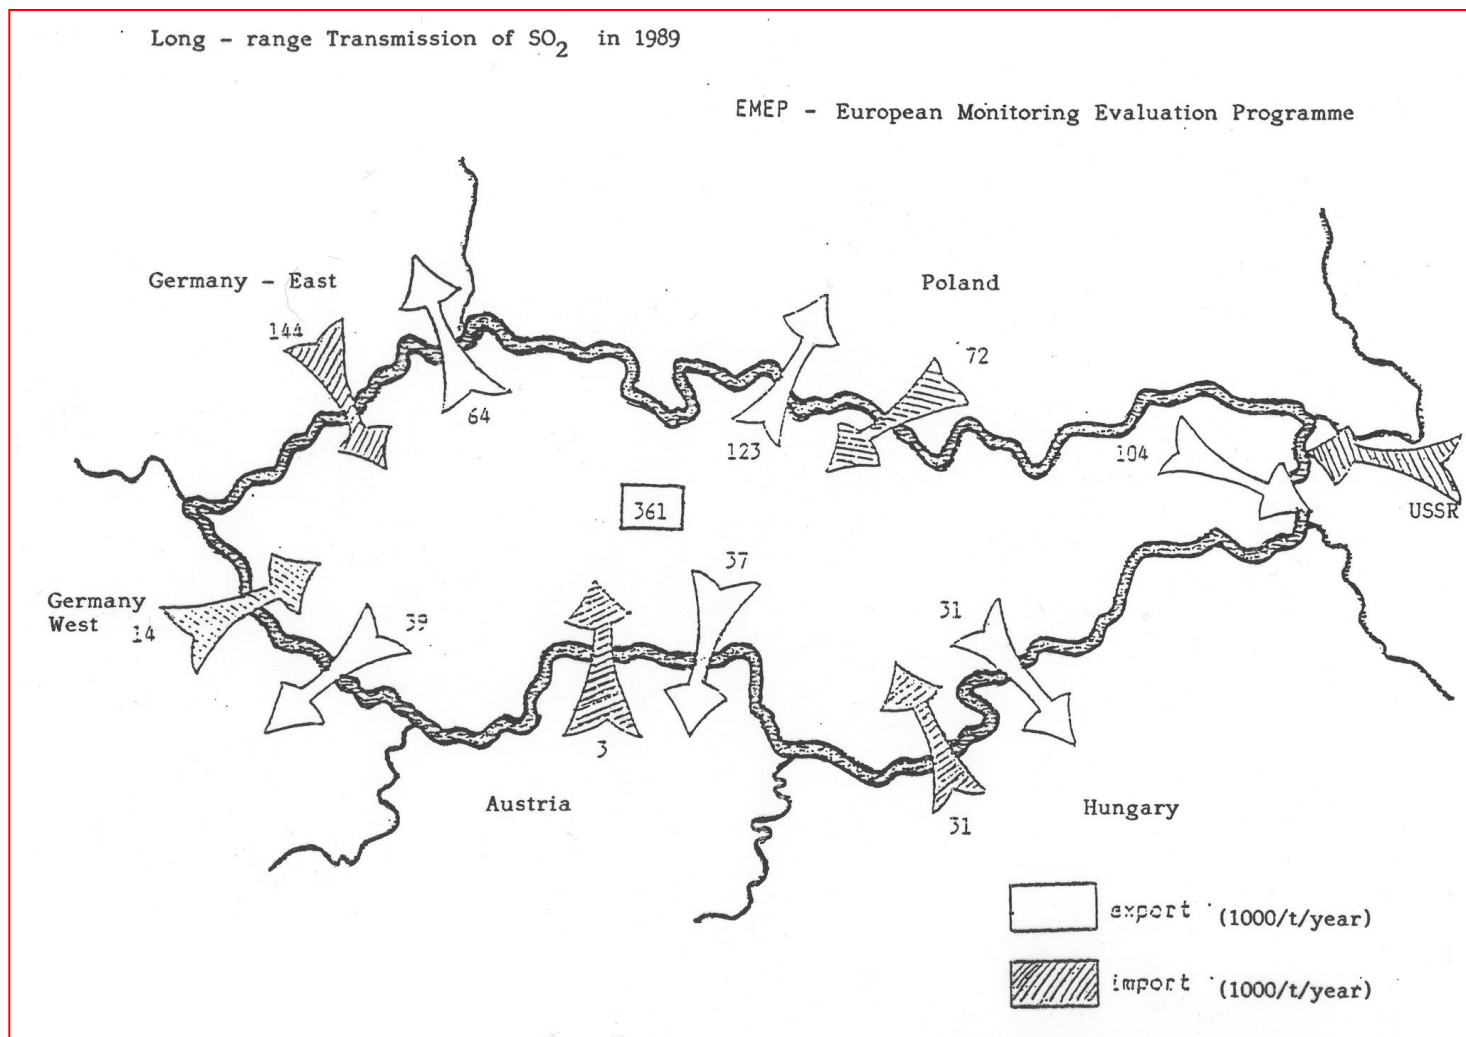 Long - range Transmission of SO2 in 1989
EMEP - European Monitoring Evaluation Programme
Germany - East
Poland
144
72
64
123
104
361
USSR
37
Germany
West
14
39
31
3
31
Austria
Hungary
export (1000/t/year)
import (1000/t/year)